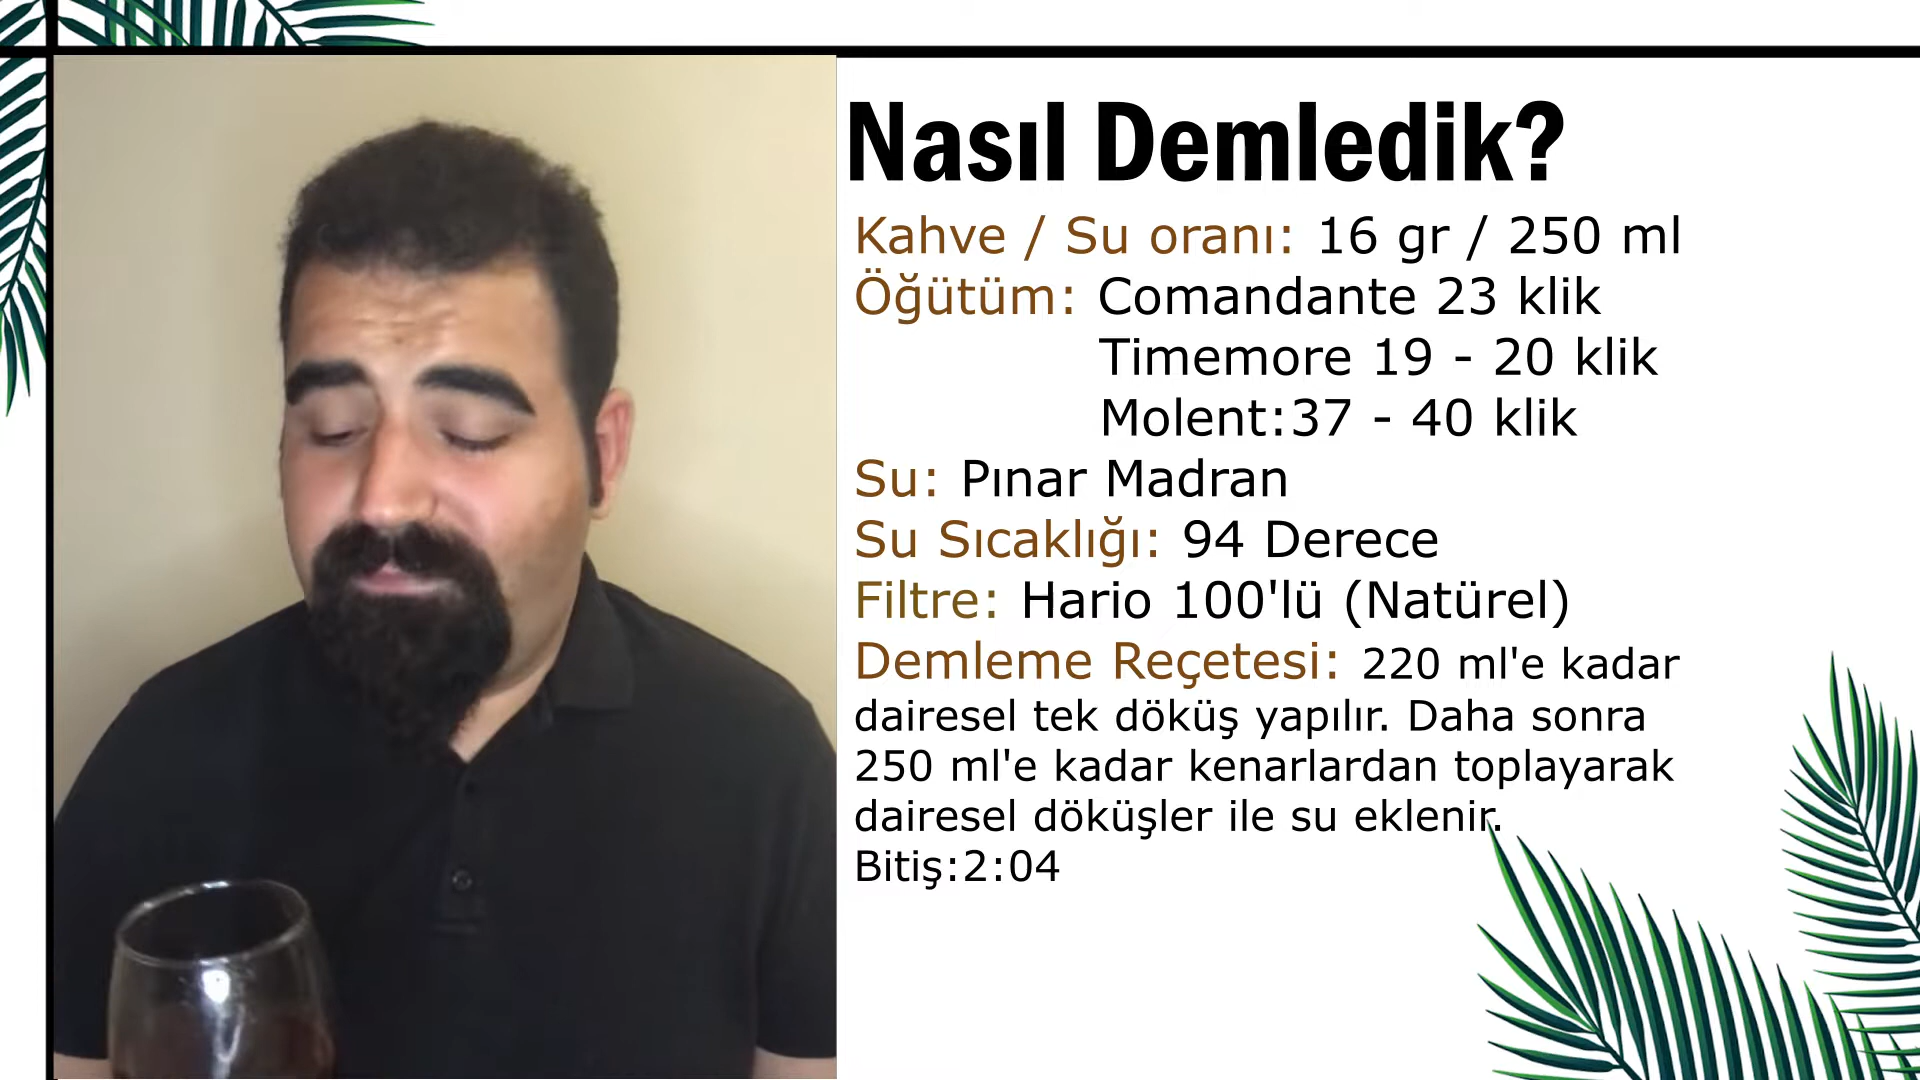 Nasıl Demledik?
Kahve / Su oranı: 16 gr / 250 ml
Öğütüm: Comandante 23 klik
Timemore 19 - 20 klik
Molent:37 - 40 klik
Su: Pınar Madran
Su Sıcaklığı: 94 Derece
Filtre: Hario 100'lü (Natürel)
Demleme Reçetesi: 220 ml'e kadar
dairesel tek döküş yapılır. Daha sonra
250 ml'e kadar kenarlardan toplayarak
dairesel döküşler ile su eklenir.
Bitiş:2:04